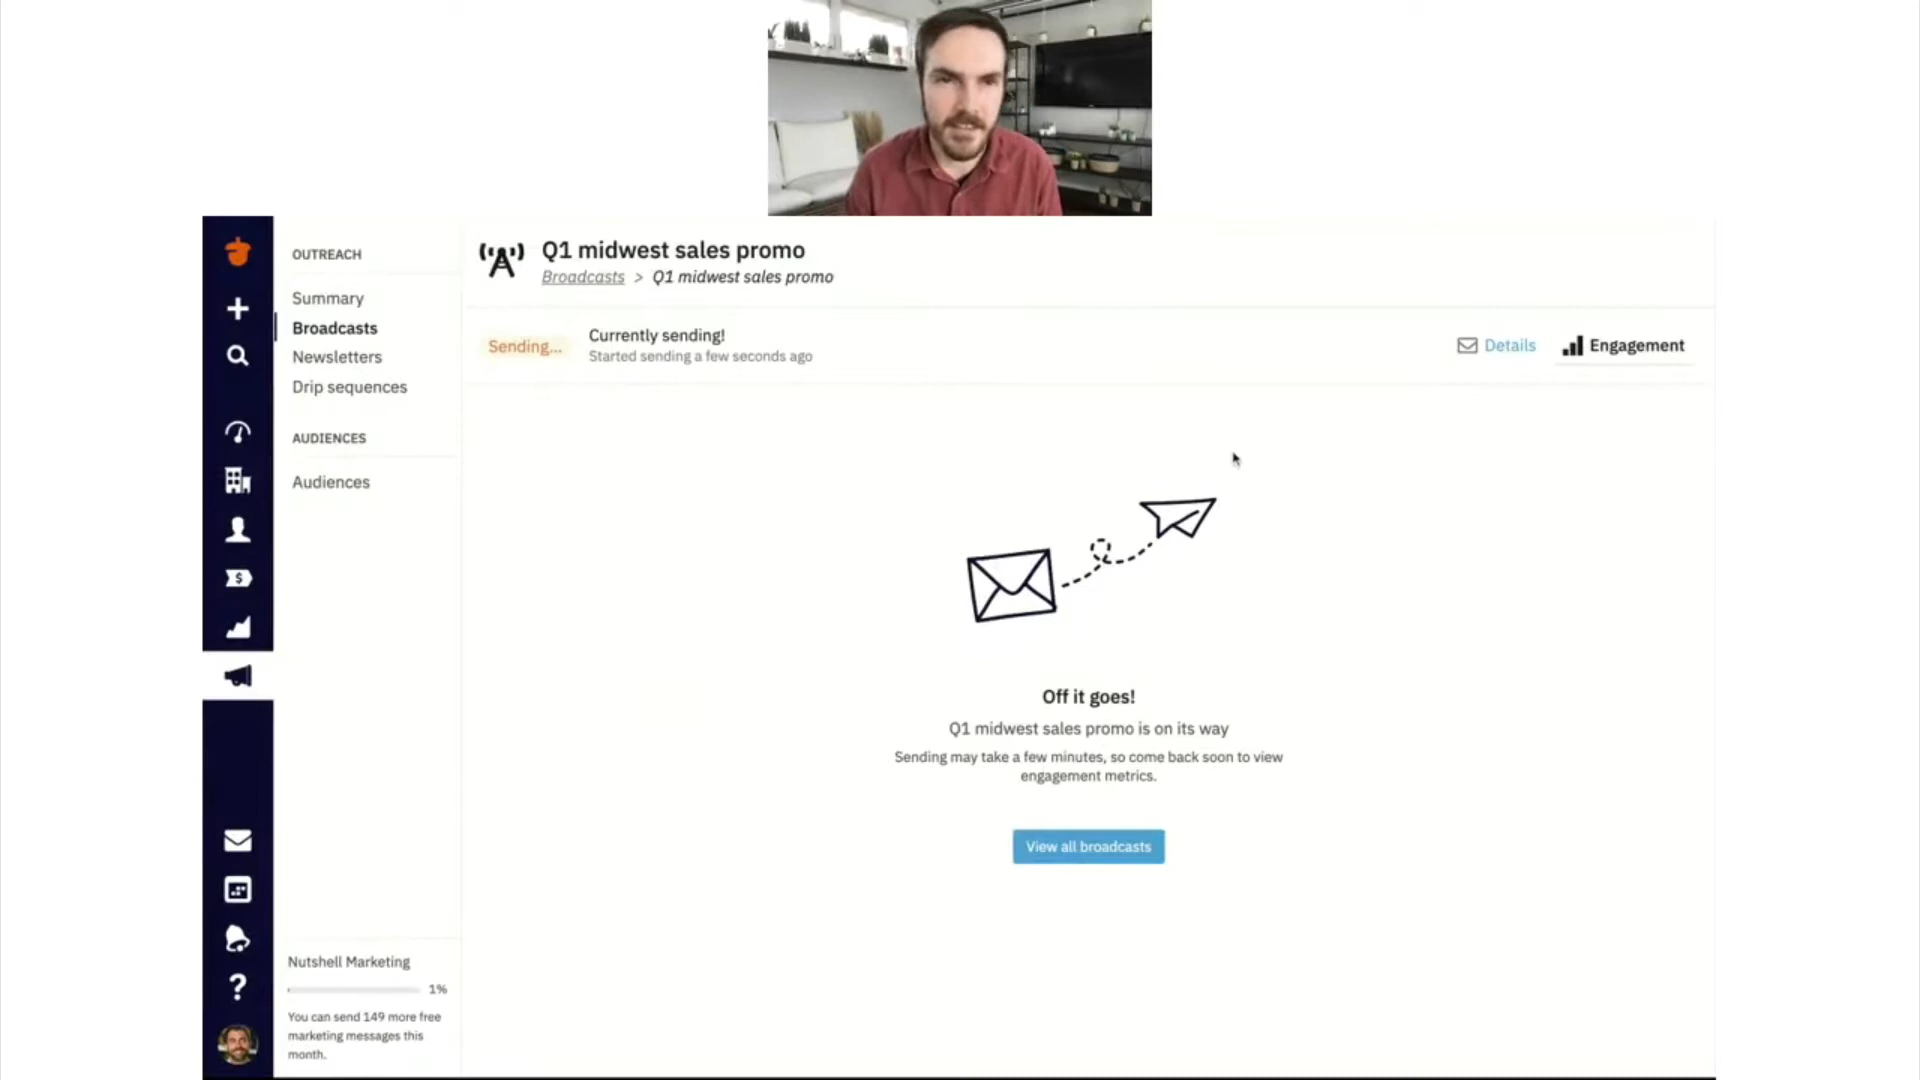 OUTREACH
Summary
Broadcasts
Newsletters
Drip sequences
AUDIENCES
Audiences
Nutshell Marketing
1%
You can send 149 more free
marketing messages this
month.
Q1 midwest sales promo
Broadcasts > Q1 midwest sales promo
Sending...
Currently sending!
Started sending a few seconds ago
Details
Engagement
Off it goes!
Q1 midwest sales promo is on its way
Sending may take a few minutes, so come back soon to view
engagement metrics.
View all broadcasts